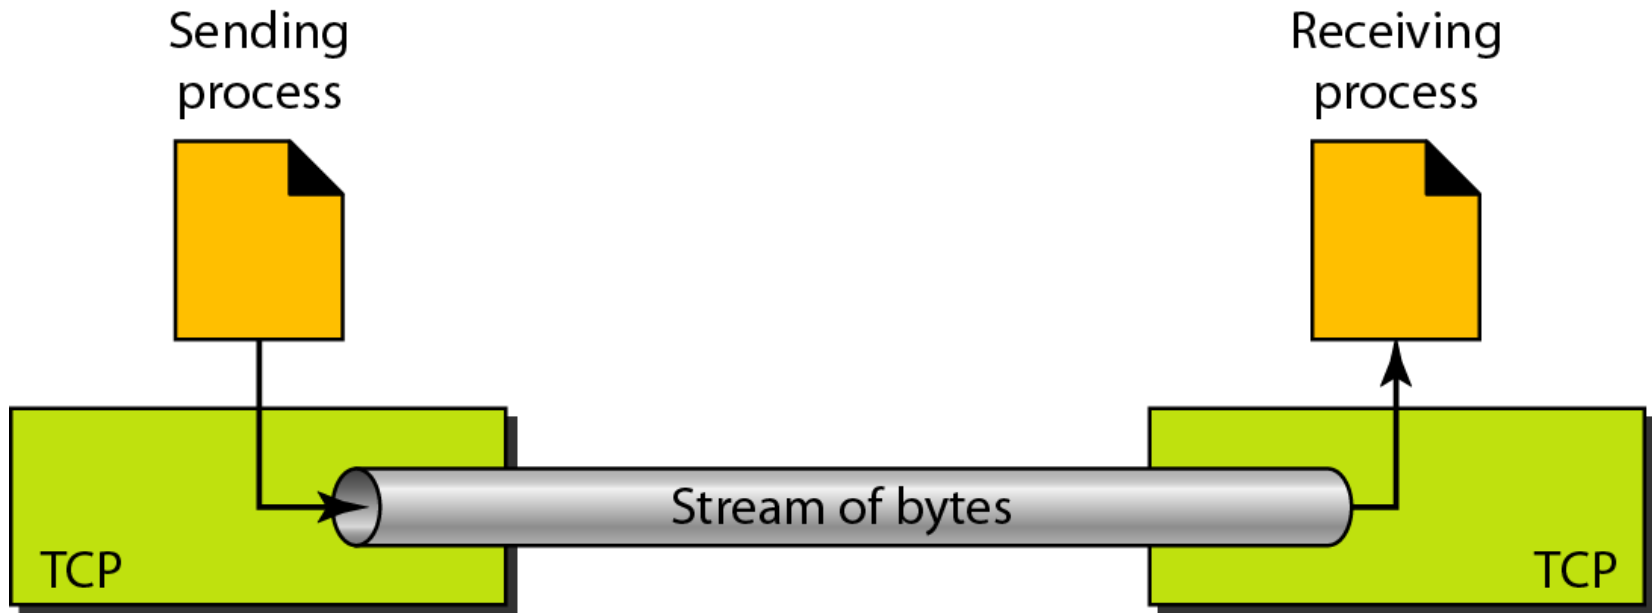 Sending
process
Receiving
process
Stream of bytes
TCP
TCP